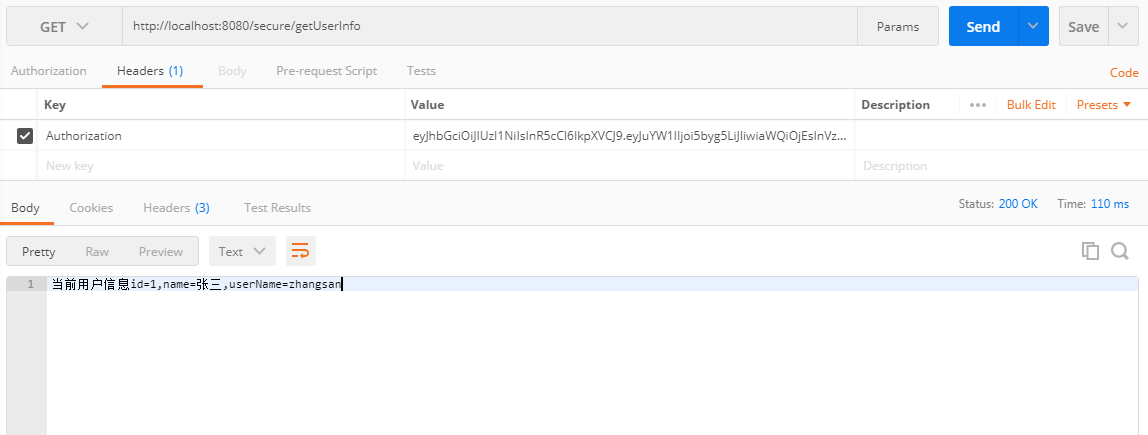 GET http://localhost:8080/secure/getUserInfo Params Send Save
Authorization Headers (1) Body Pre-request Script Tests Code
Key Value Description ••• Bulk Edit Presets
Authorization eyJhbGciOiJIUzI1NiIsInR5cCI6IkpXVCJ9.eyJuYW1lIjoi5byg5LiJIiwiaWQiOjEsInVz...
New key Value Description
Body Cookies Headers (3) Test Results Status: 200 OK Time: 110 ms
Pretty Raw Preview Text
1 当前用户信息id=1,name=张三,userName=zhangsan